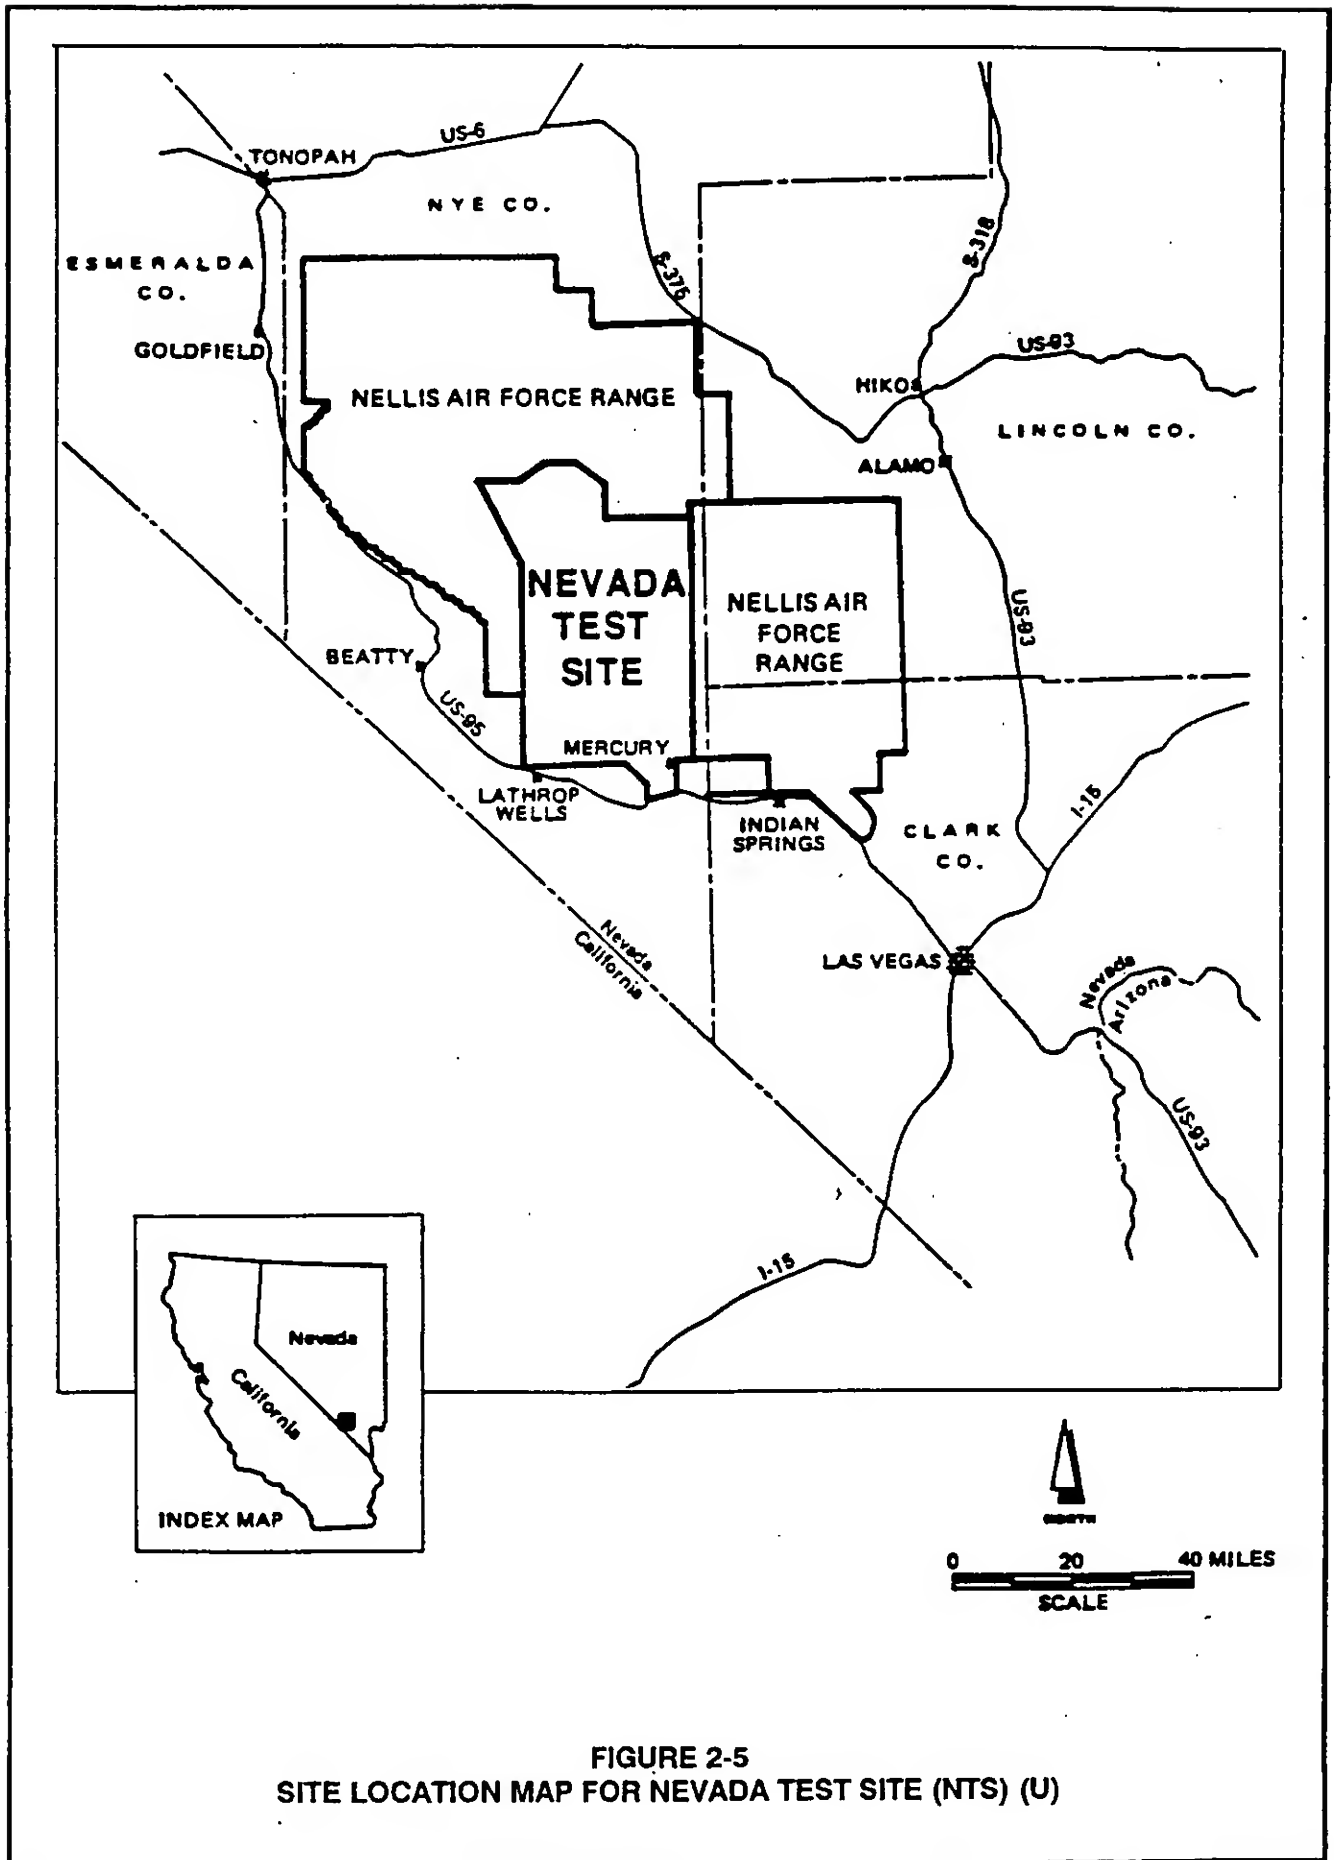 US-6
TONOPAH
NYE CO.
S-318
ESMERALDA
CO.
S-375
GOLDFIELD
US-93
HIKO
NELLIS AIR FORCE RANGE
LINCOLN CO.
ALAMO
NEVADA
TEST
SITE
NELLIS AIR
FORCE
RANGE
US-93
BEATTY
US-95
MERCURY
LATHROP
WELLS
INDIAN
SPRINGS
CLARK
CO.
I-15
Nevada
California
LAS VEGAS
Nevada
Arizona
US-93
I-15
Nevada
California
INDEX MAP
NORTH
0 20 40 MILES
SCALE
FIGURE 2-5
SITE LOCATION MAP FOR NEVADA TEST SITE (NTS) (U)